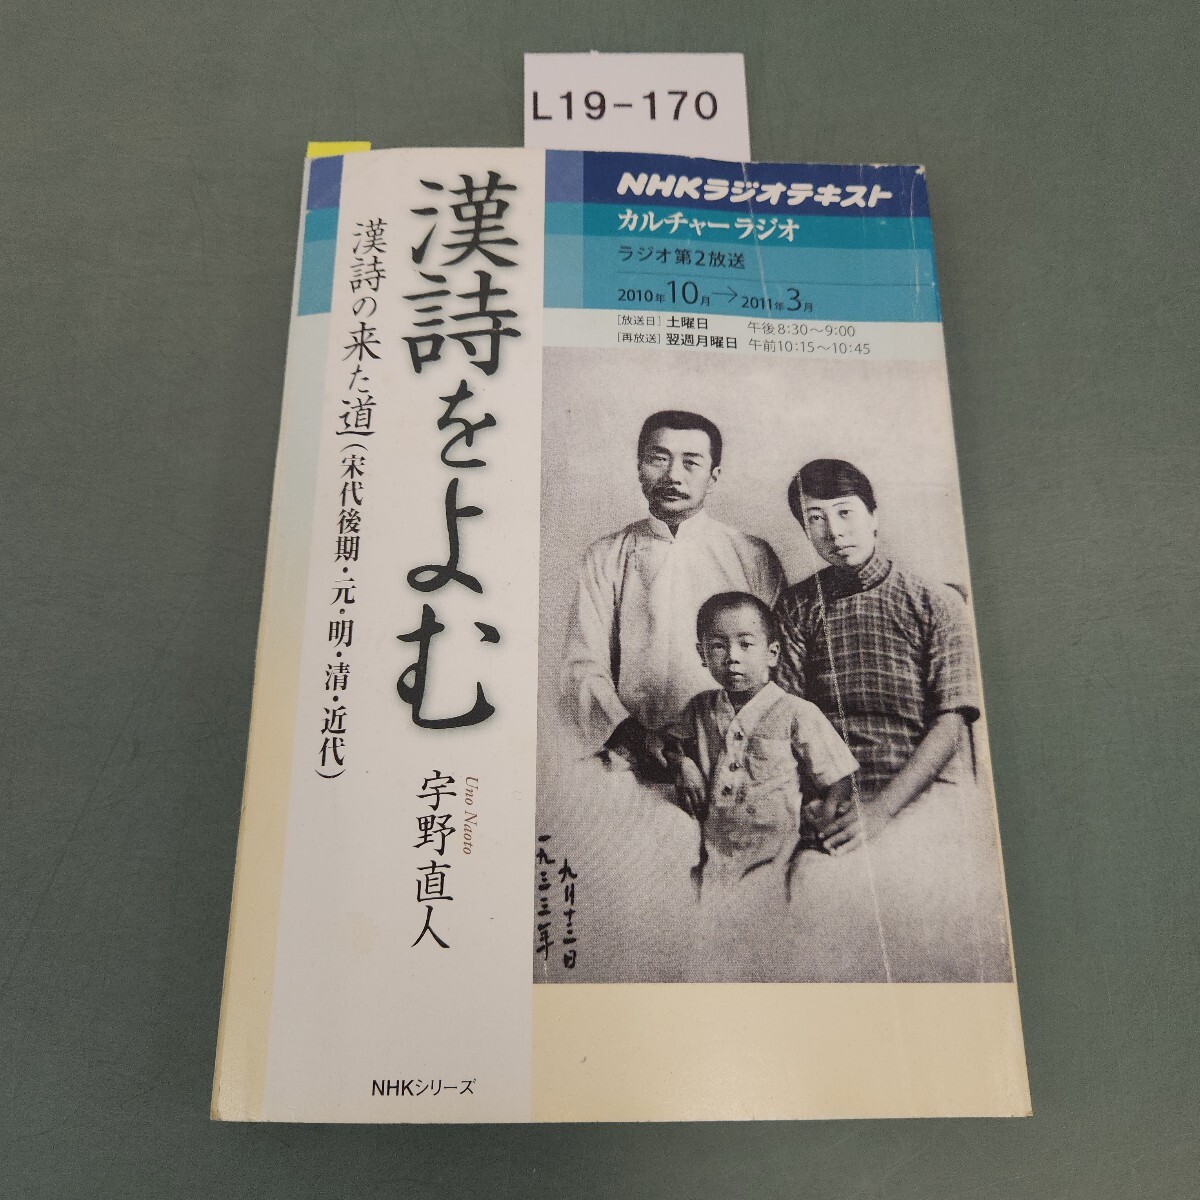 L19-170
NHKラジオテキスト
カルチャーラジオ
ラジオ第2放送
2010年10月→2011年3月
[放送日] 土曜日 午後8:30～9:00
[再放送] 翌週月曜日 午前10:15～10:45
漢詩をよむ
漢詩の来た道(宋代後期・元・明・清・近代)
宇野直人
Uno Naoto
九月十三日
一九三三年
NHKシリーズ